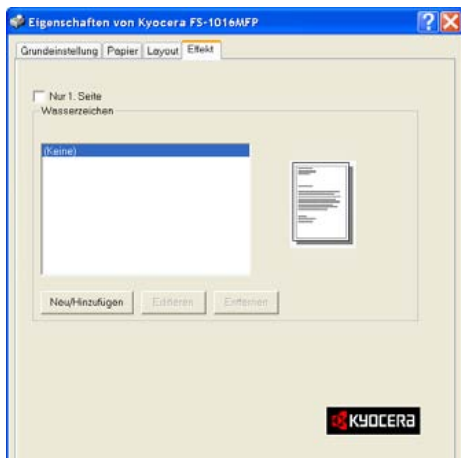 Eigenschaften von Kyocera FS-1016MFP
Grundeinstellung Papier Layout Effekt
Nur 1. Seite
Wasserzeichen
(Keine)
Neu/Hinzufügen Editieren Entfernen
KYOCERA